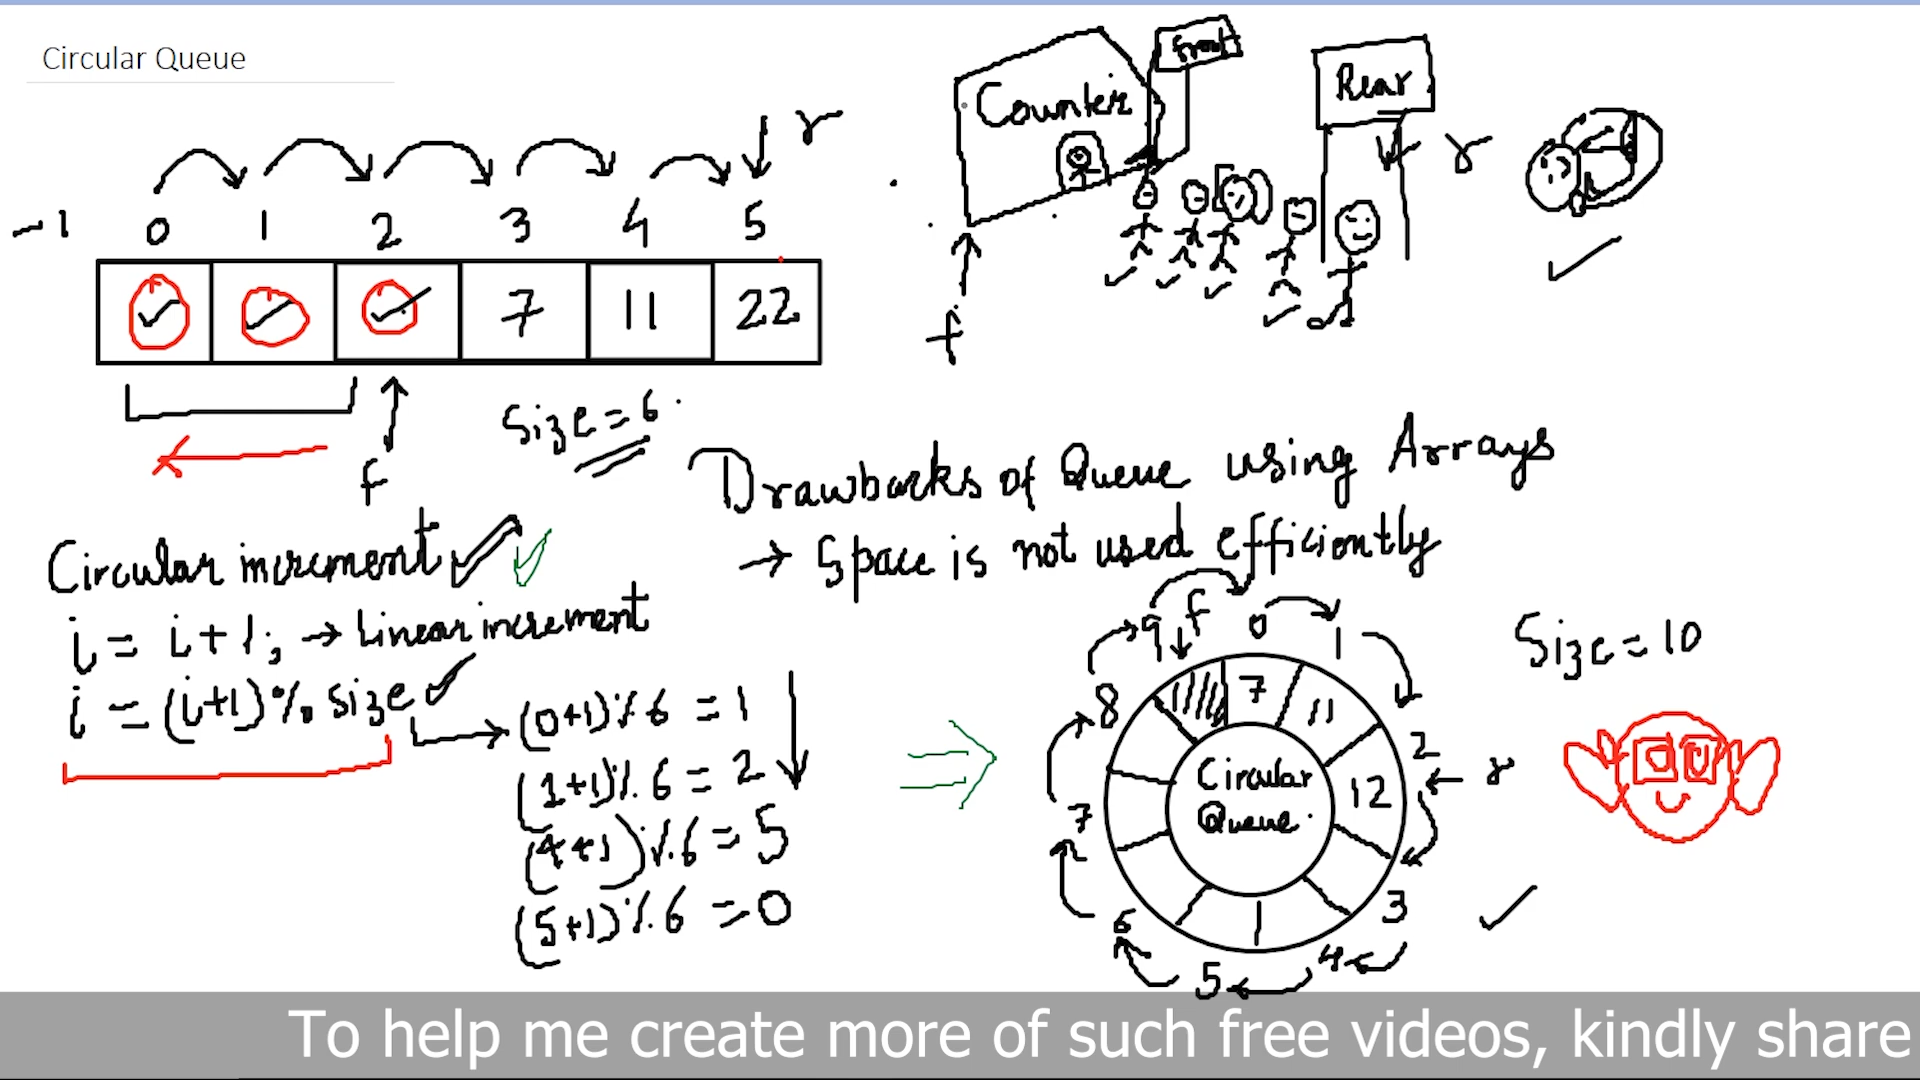 Circular Queue
Counter
Front
Rear
r
r
-1 0 1 2 3 4 5
7 11 22
f
f
Size = 6
Drawbacks of Queue using Arrays
→ Space is not used efficiently
Circular increment
i = i + 1; → Linear increment
i = (i+1) % size
(0+1) % 6 = 1
(1+1) % 6 = 2
(4+1) % 6 = 5
(5+1) % 6 = 0
Size = 10
f
0 1 2 3 4 5 6 7 8 9
7 11 12
r
Circular
Queue
To help me create more of such free videos, kindly share